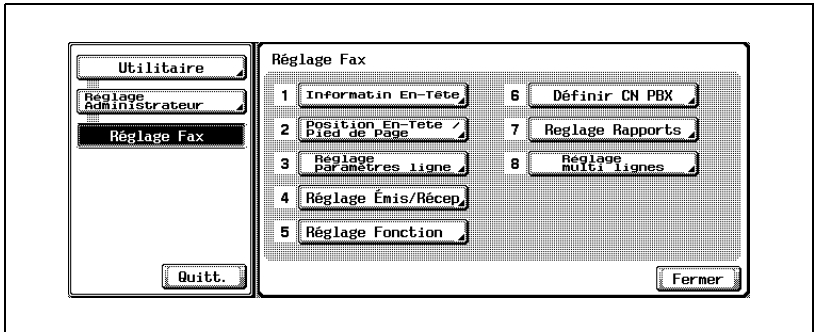 Utilitaire
Réglage
Administrateur
Réglage Fax
Quitt.
Réglage Fax
1 Informatin En-Tête
2 Position En-Tete /
Pied de Page
3 Réglage
paramètres ligne
4 Réglage Émis/Récep
5 Réglage Fonction
6 Définir CN PBX
7 Reglage Rapports
8 Réglage
multi lignes
Fermer